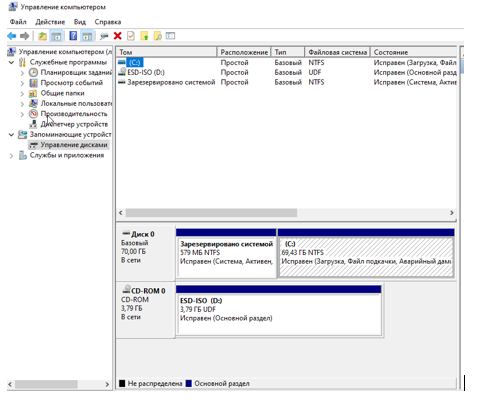 Управление компьютером
Файл Действие Вид Справка
Управление компьютером (л
Служебные программы
Планировщик заданий
Просмотр событий
Общие папки
Локальные пользовате
Производительность
Диспетчер устройств
Запоминающие устройст
Управление дисками
Службы и приложения
Том Расположение Тип Файловая система Состояние
(C:) Простой Базовый NTFS Исправен (Загрузка, Файл
ESD-ISO (D:) Простой Базовый UDF Исправен (Основной разд
Зарезервировано системой Простой Базовый NTFS Исправен (Система, Актив
Диск 0
Базовый
70,00 ГБ
В сети
Зарезервировано системой
579 МБ NTFS
Исправен (Система, Активен,
(C:)
69,43 ГБ NTFS
Исправен (Загрузка, Файл подкачки, Аварийный дамп
CD-ROM 0
CD-ROM
3,79 ГБ
В сети
ESD-ISO (D:)
3,79 ГБ UDF
Исправен (Основной раздел)
Не распределена Основной раздел